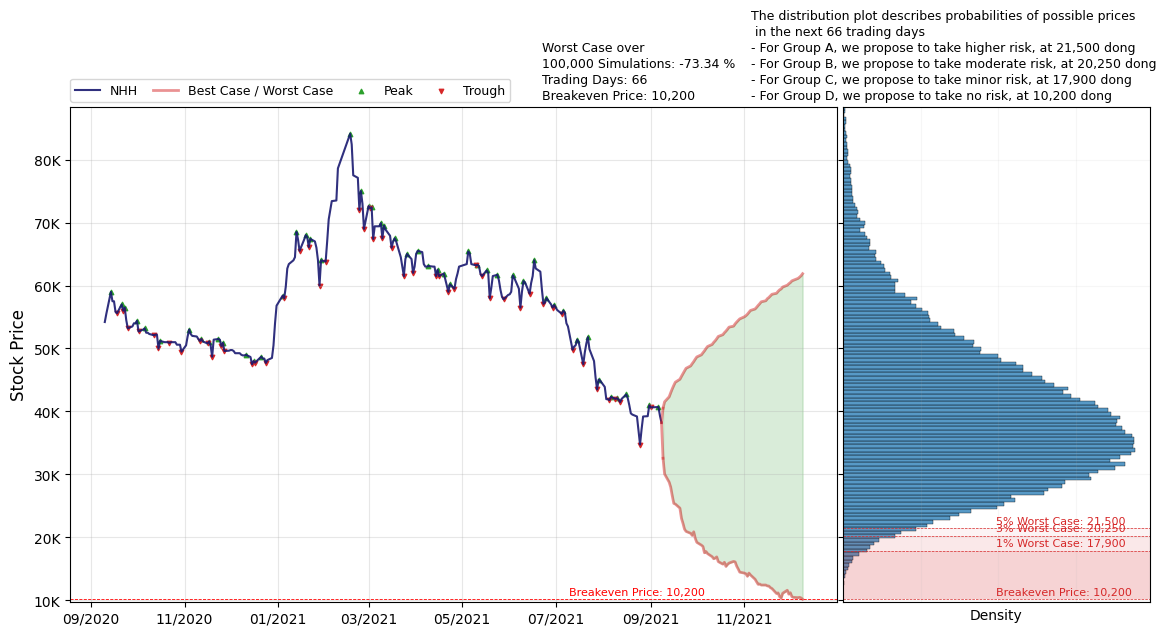 The distribution plot describes probabilities of possible prices
in the next 66 trading days
- For Group A, we propose to take higher risk, at 21,500 dong
- For Group B, we propose to take moderate risk, at 20,250 dong
- For Group C, we propose to take minor risk, at 17,900 dong
- For Group D, we propose to take no risk, at 10,200 dong
Worst Case over
100,000 Simulations: -73.34 %
Trading Days: 66
Breakeven Price: 10,200
NHH
Best Case / Worst Case
Peak
Trough
Stock Price
80K
70K
60K
50K
40K
30K
20K
10K
09/2020
11/2020
01/2021
03/2021
05/2021
07/2021
09/2021
11/2021
Breakeven Price: 10,200
5% Worst Case: 21,500
3% Worst Case: 20,250
1% Worst Case: 17,900
Breakeven Price: 10,200
Density